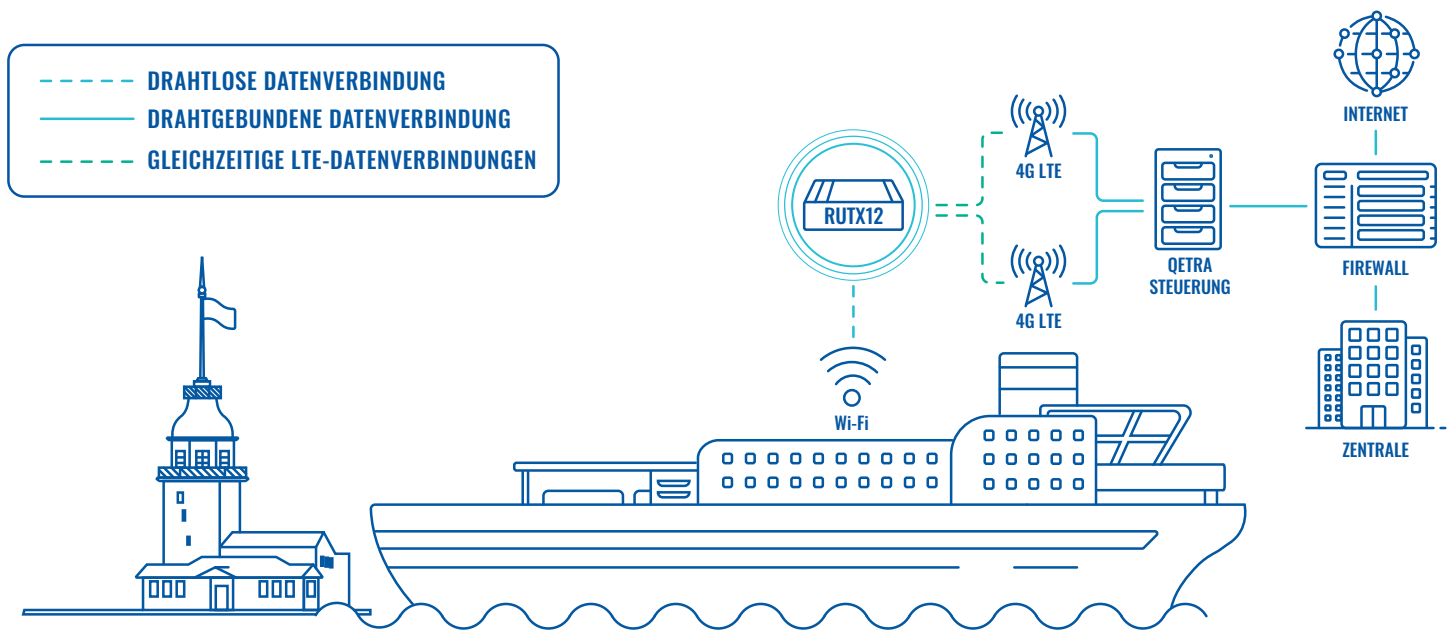 DRAHTLOSE DATENVERBINDUNG
DRAHTGEBUNDENE DATENVERBINDUNG
GLEICHZEITIGE LTE-DATENVERBINDUNGEN
RUTX12
Wi-Fi
4G LTE
4G LTE
QETRA
STEUERUNG
INTERNET
FIREWALL
ZENTRALE